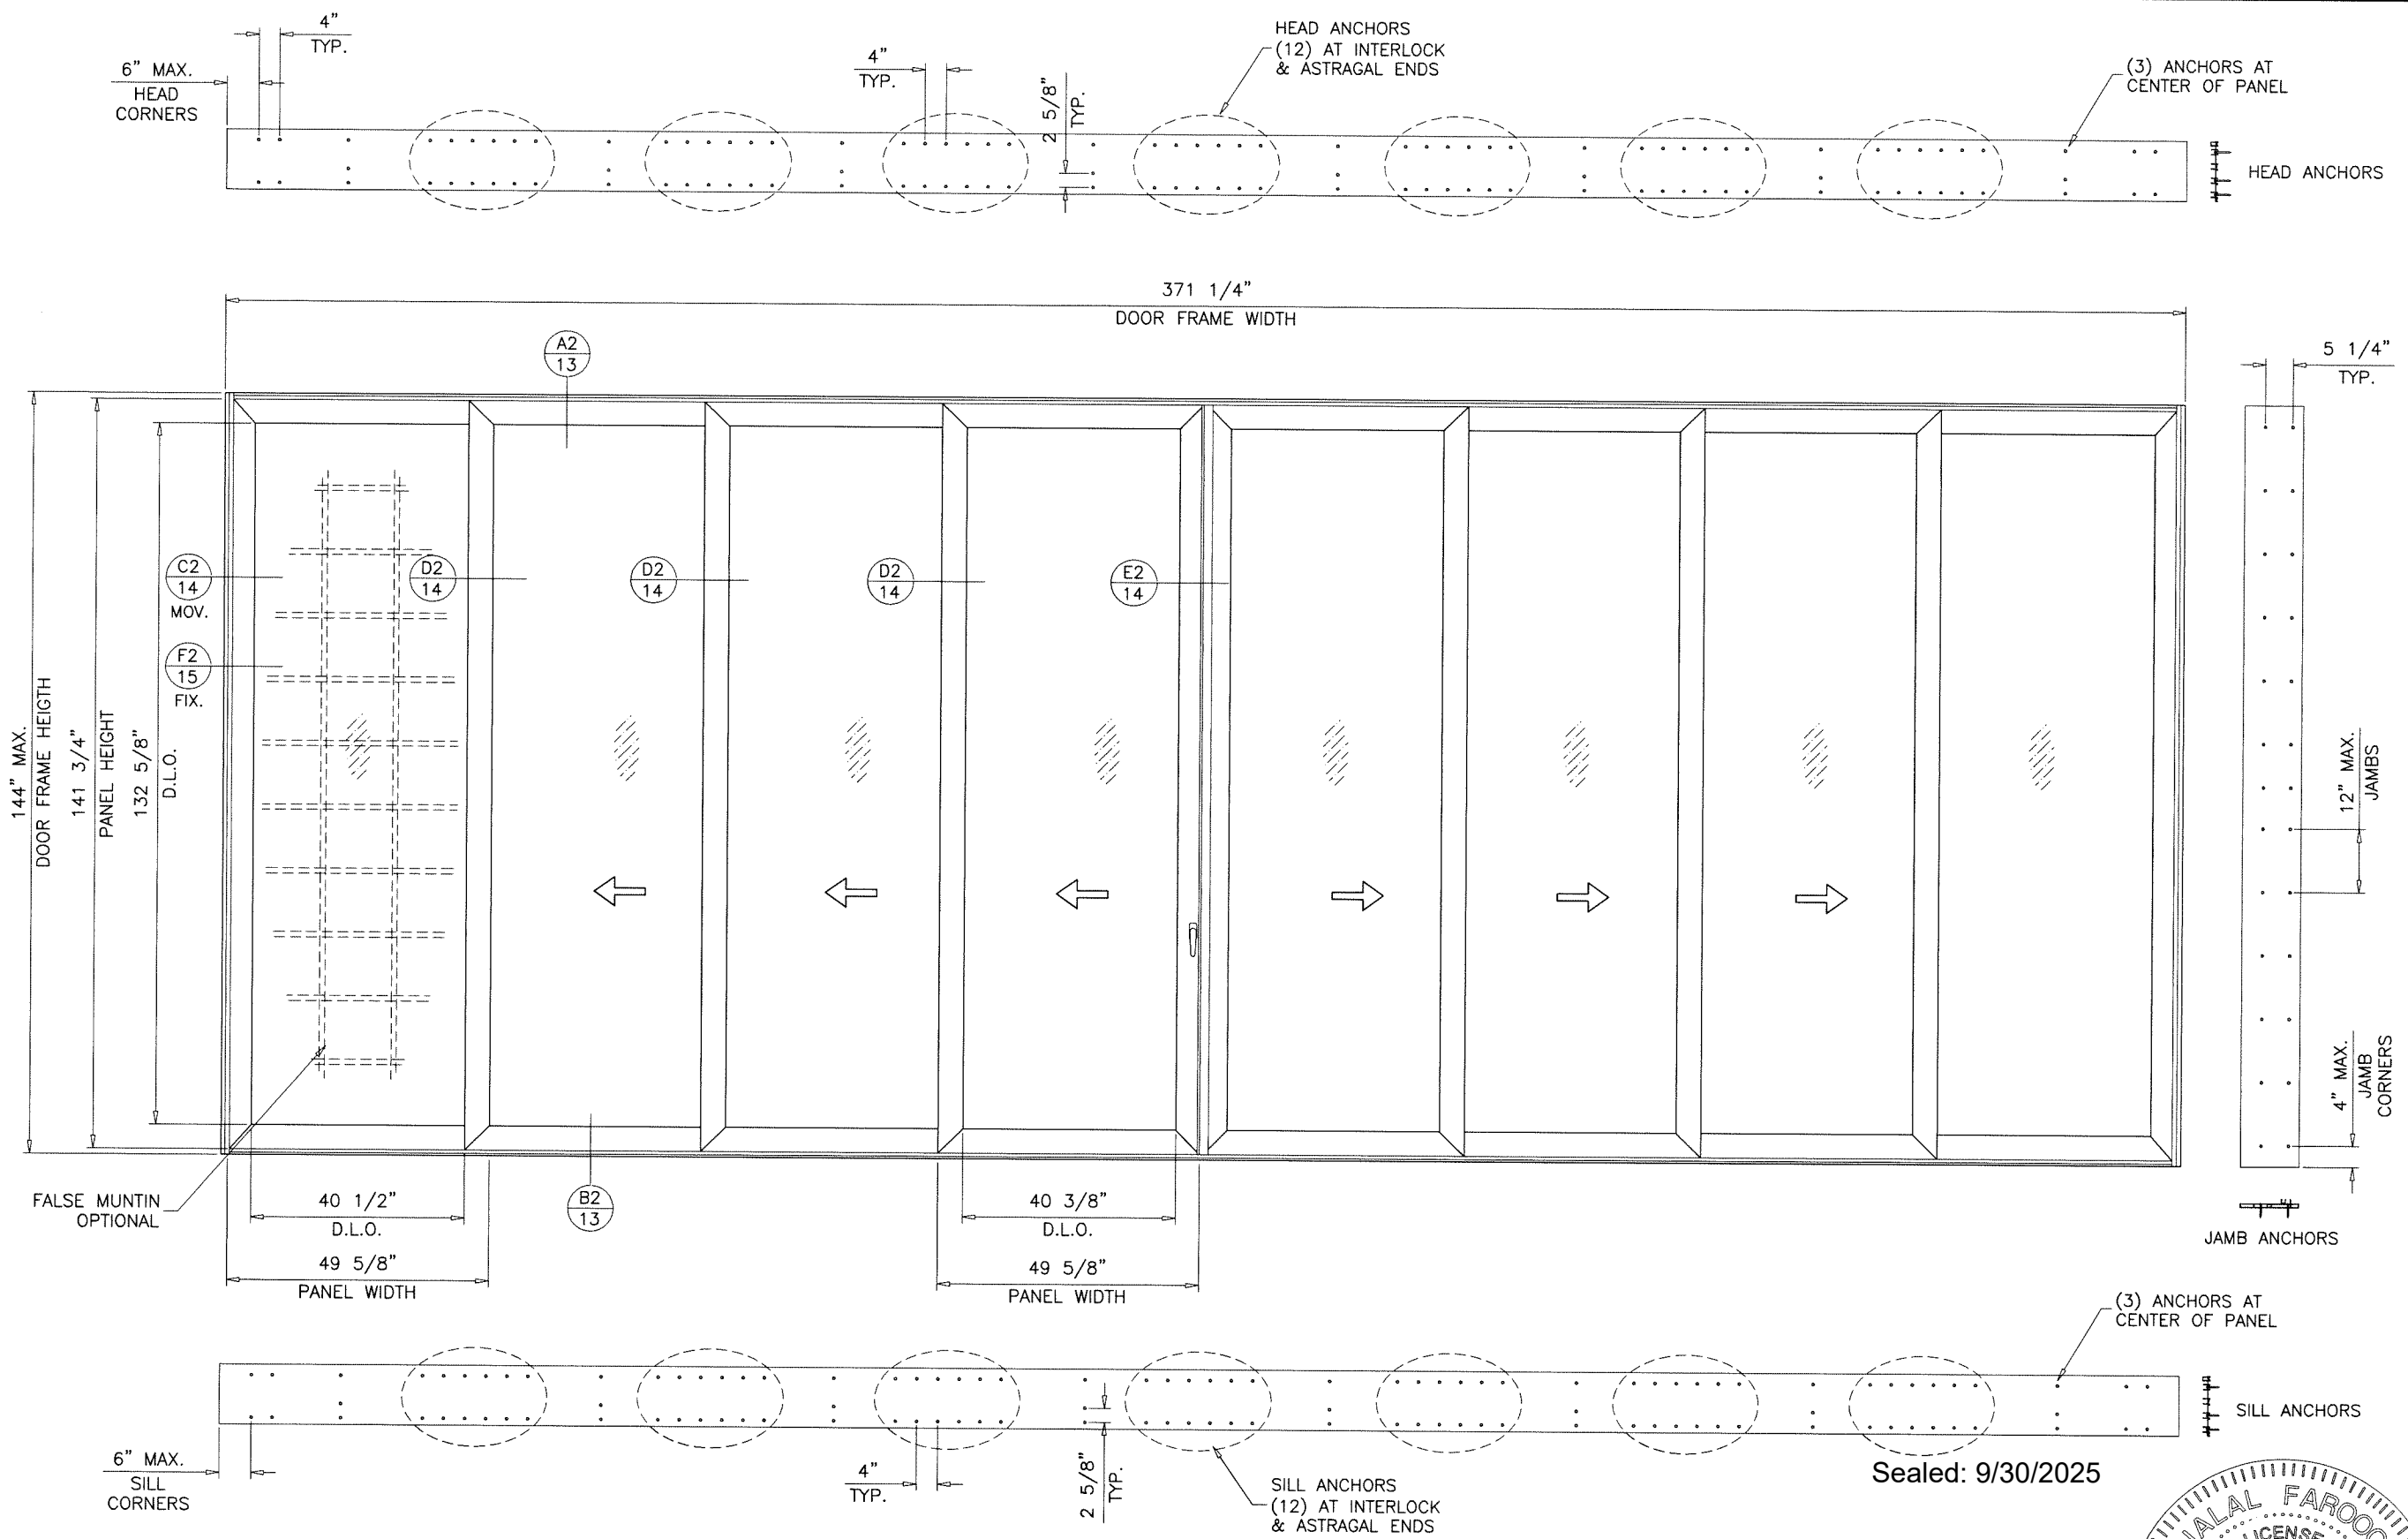 4"
TYP.
6" MAX.
HEAD
CORNERS
4"
TYP.
2 5/8"
TYP.
HEAD ANCHORS
(12) AT INTERLOCK
& ASTRAGAL ENDS
(3) ANCHORS AT
CENTER OF PANEL
HEAD ANCHORS
371 1/4"
DOOR FRAME WIDTH
A2
13
5 1/4"
TYP.
144" MAX.
DOOR FRAME HEIGTH
141 3/4"
PANEL HEIGHT
132 5/8"
D.L.O.
C2
14
MOV.
F2
15
FIX.
D2
14
D2
14
D2
14
E2
14
12" MAX.
JAMBS
4" MAX.
JAMB
CORNERS
FALSE MUNTIN
OPTIONAL
40 1/2"
D.L.O.
49 5/8"
PANEL WIDTH
B2
13
40 3/8"
D.L.O.
49 5/8"
PANEL WIDTH
JAMB ANCHORS
(3) ANCHORS AT
CENTER OF PANEL
SILL ANCHORS
6" MAX.
SILL
CORNERS
4"
TYP.
2 5/8"
TYP.
SILL ANCHORS
(12) AT INTERLOCK
& ASTRAGAL ENDS
Sealed: 9/30/2025